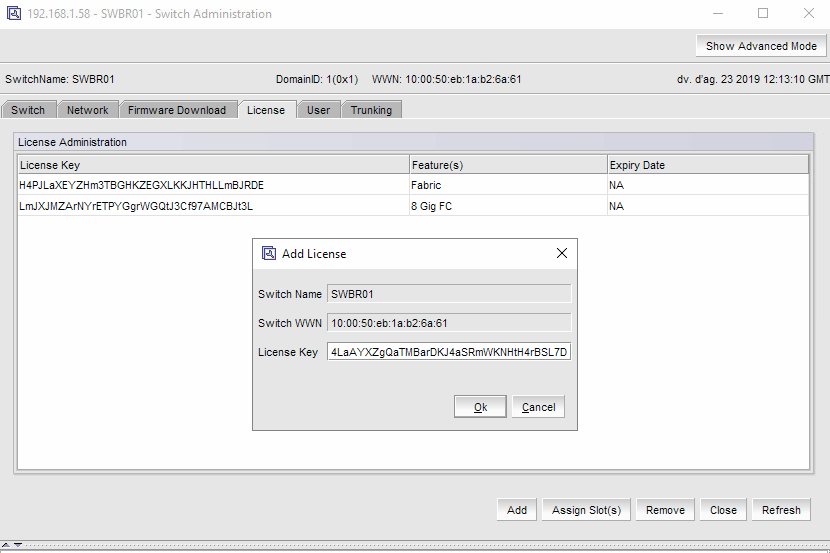 192.168.1.58 - SWBR01 - Switch Administration
Show Advanced Mode
SwitchName: SWBR01 DomainID: 1(0x1) WWN: 10:00:50:eb:1a:b2:6a:61 dv. d'ag. 23 2019 12:13:10 GMT
Switch Network Firmware Download License User Trunking
License Administration
License Key Feature(s) Expiry Date
H4PJLaXEYZHm3TBGHKZEGXLKKJHTHLLmBJRDE Fabric NA
LmJXJMZArNYrETPYGgrWGQtJ3Cf97AMCBJt3L 8 Gig FC NA
Add License
Switch Name SWBR01
Switch WWN 10:00:50:eb:1a:b2:6a:61
License Key 4LaAYXZgQaTMBarDKJ4aSRmWKNHtH4rBSL7D
Ok Cancel
Add Assign Slot(s) Remove Close Refresh